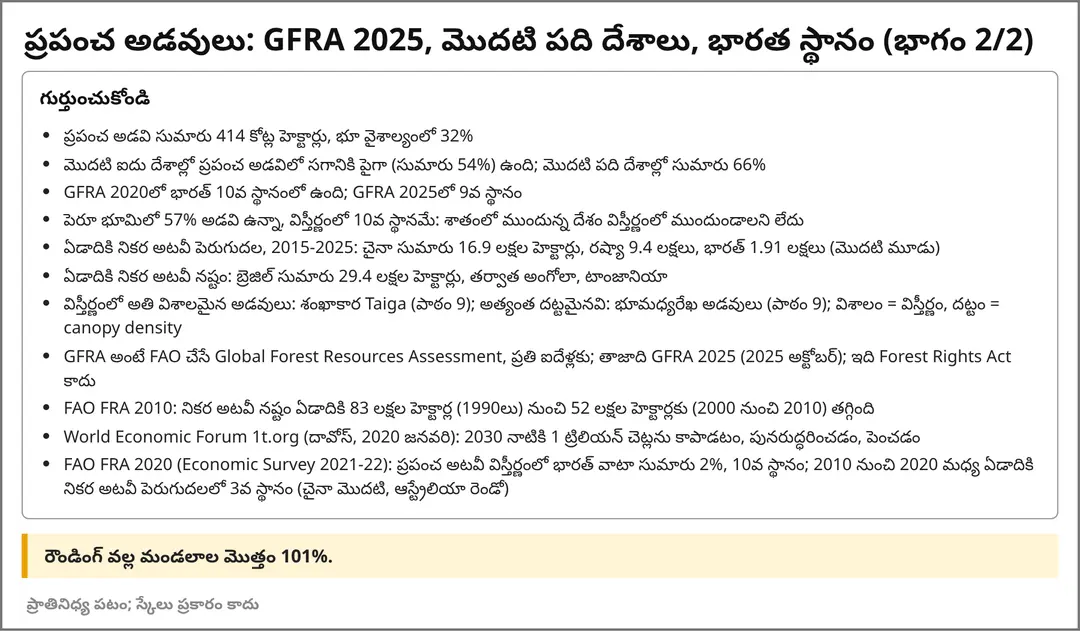 ప్రపంచ అడవులు: GFRA 2025, మొదటి పది దేశాలు, భారత స్థానం (భాగం 2/2)
గుర్తుంచుకోండి
• ప్రపంచ అడవి సుమారు 414 కోట్ల హెక్టార్లు, భూ వైశాల్యంలో 32%
• మొదటి ఐదు దేశాల్లో ప్రపంచ అడవిలో సగానికి పైగా (సుమారు 54%) ఉంది; మొదటి పది దేశాల్లో సుమారు 66%
• GFRA 2020లో భారత్ 10వ స్థానంలో ఉంది; GFRA 2025లో 9వ స్థానం
• పెరూ భూమిలో 57% అడవి ఉన్నా, విస్తీర్ణంలో 10వ స్థానమే: శాతంలో ముందున్న దేశం విస్తీర్ణంలో ముందుండాలని లేదు
• ఏడాదికి నికర అటవీ పెరుగుదల, 2015-2025: చైనా సుమారు 16.9 లక్షల హెక్టార్లు, రష్యా 9.4 లక్షలు, భారత్ 1.91 లక్షలు (మొదటి మూడు)
• ఏడాదికి నికర అటవీ నష్టం: బ్రెజిల్ సుమారు 29.4 లక్షల హెక్టార్లు, తర్వాత అంగోలా, టాంజానియా
• విస్తీర్ణంలో అతి విశాలమైన అడవులు: శంఖాకార Taiga (పాఠం 9); అత్యంత దట్టమైనవి: భూమధ్యరేఖ అడవులు (పాఠం 9); విశాలం = విస్తీర్ణం, దట్టం =
canopy density
• GFRA అంటే FAO చేసే Global Forest Resources Assessment, ప్రతి ఐదేళ్లకు; తాజాది GFRA 2025 (2025 అక్టోబర్); ఇది Forest Rights Act
కాదు
• FAO FRA 2010: నికర అటవీ నష్టం ఏడాదికి 83 లక్షల హెక్టార్ల (1990లు) నుంచి 52 లక్షల హెక్టార్లకు (2000 నుంచి 2010) తగ్గింది
• World Economic Forum 1t.org (దావోస్, 2020 జనవరి): 2030 నాటికి 1 ట్రిలియన్ చెట్లను కాపాడటం, పునరుద్ధరించడం, పెంచడం
• FAO FRA 2020 (Economic Survey 2021-22): ప్రపంచ అటవీ విస్తీర్ణంలో భారత్ వాటా సుమారు 2%, 10వ స్థానం; 2010 నుంచి 2020 మధ్య ఏడాదికి
నికర అటవీ పెరుగుదలలో 3వ స్థానం (చైనా మొదటి, ఆస్ట్రేలియా రెండో)
రౌండింగ్ వల్ల మండలాల మొత్తం 101%.
ప్రాతినిధ్య పటం; స్కేలు ప్రకారం కాదు